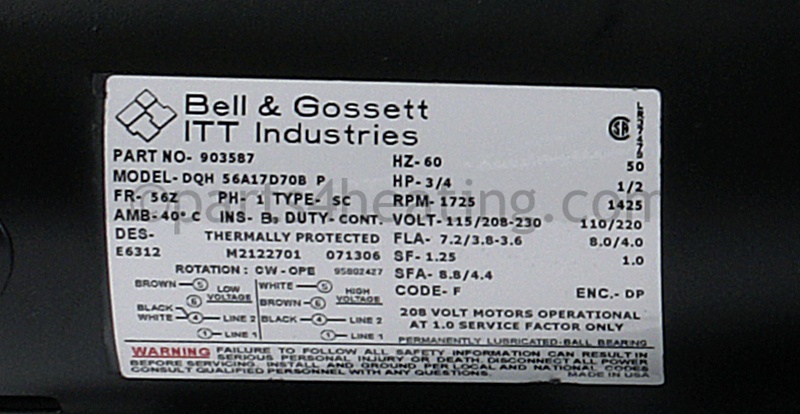 Bell & Gossett
ITT Industries
LR37479
PART NO- 903587
MODEL- DQH 56A17D70B P
FR- 56Z PH- 1 TYPE- SC
AMB-40° C INS- B3 DUTY- CONT.
DES- THERMALLY PROTECTED
E6312 M2122701 071306
ROTATION: CW-OPE 95802427
HZ-60 50
HP-3/4 1/2
RPM-1725 1425
VOLT-115/208-230 110/220
FLA- 7.2/3.8-3.6 8.0/4.0
SF- 1.25 1.0
SFA- 8.8/4.4
CODE- F ENC.- DP
208 VOLT MOTORS OPERATIONAL
AT 1.0 SERVICE FACTOR ONLY
PERMANENTLY LUBRICATED-BALL BEARING
BROWN 5 LOW VOLTAGE
6
BLACK
WHITE 4 LINE 2
1 LINE 1
WHITE 5 HIGH VOLTAGE
BROWN 6
BLACK 4 LINE 2
1 LINE 1
WARNING FAILURE TO FOLLOW ALL SAFETY INFORMATION CAN RESULT IN
SERIOUS PERSONAL INJURY OR DEATH, DISCONNECT ALL POWER
BEFORE SERVICING, INSTALL AND GROUND PER LOCAL AND NATIONAL CODES
CONSULT QUALIFIED PERSONNEL WITH ANY QUESTIONS. MADE IN USA
©parts4heating.com